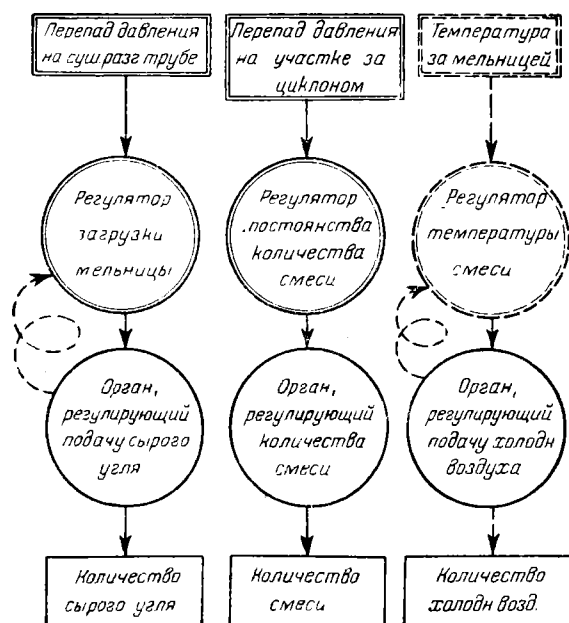 Перепад давления
на суш.разг трубе
Перепад давления
на участке за
циклоном
Температура
за мельницей
Регулятор
загрузки
мельницы
Регулятор
постоянства
количества
смеси
Регулятор
температуры
смеси
Орган,
регулирующий
подачу сырого
угля
Орган,
регулирующий
количества
смеси
Орган,
регулирующий
подачу холодн
воздуха
Количество
сырого угля
Количество
смеси
Количество
холодн возд.